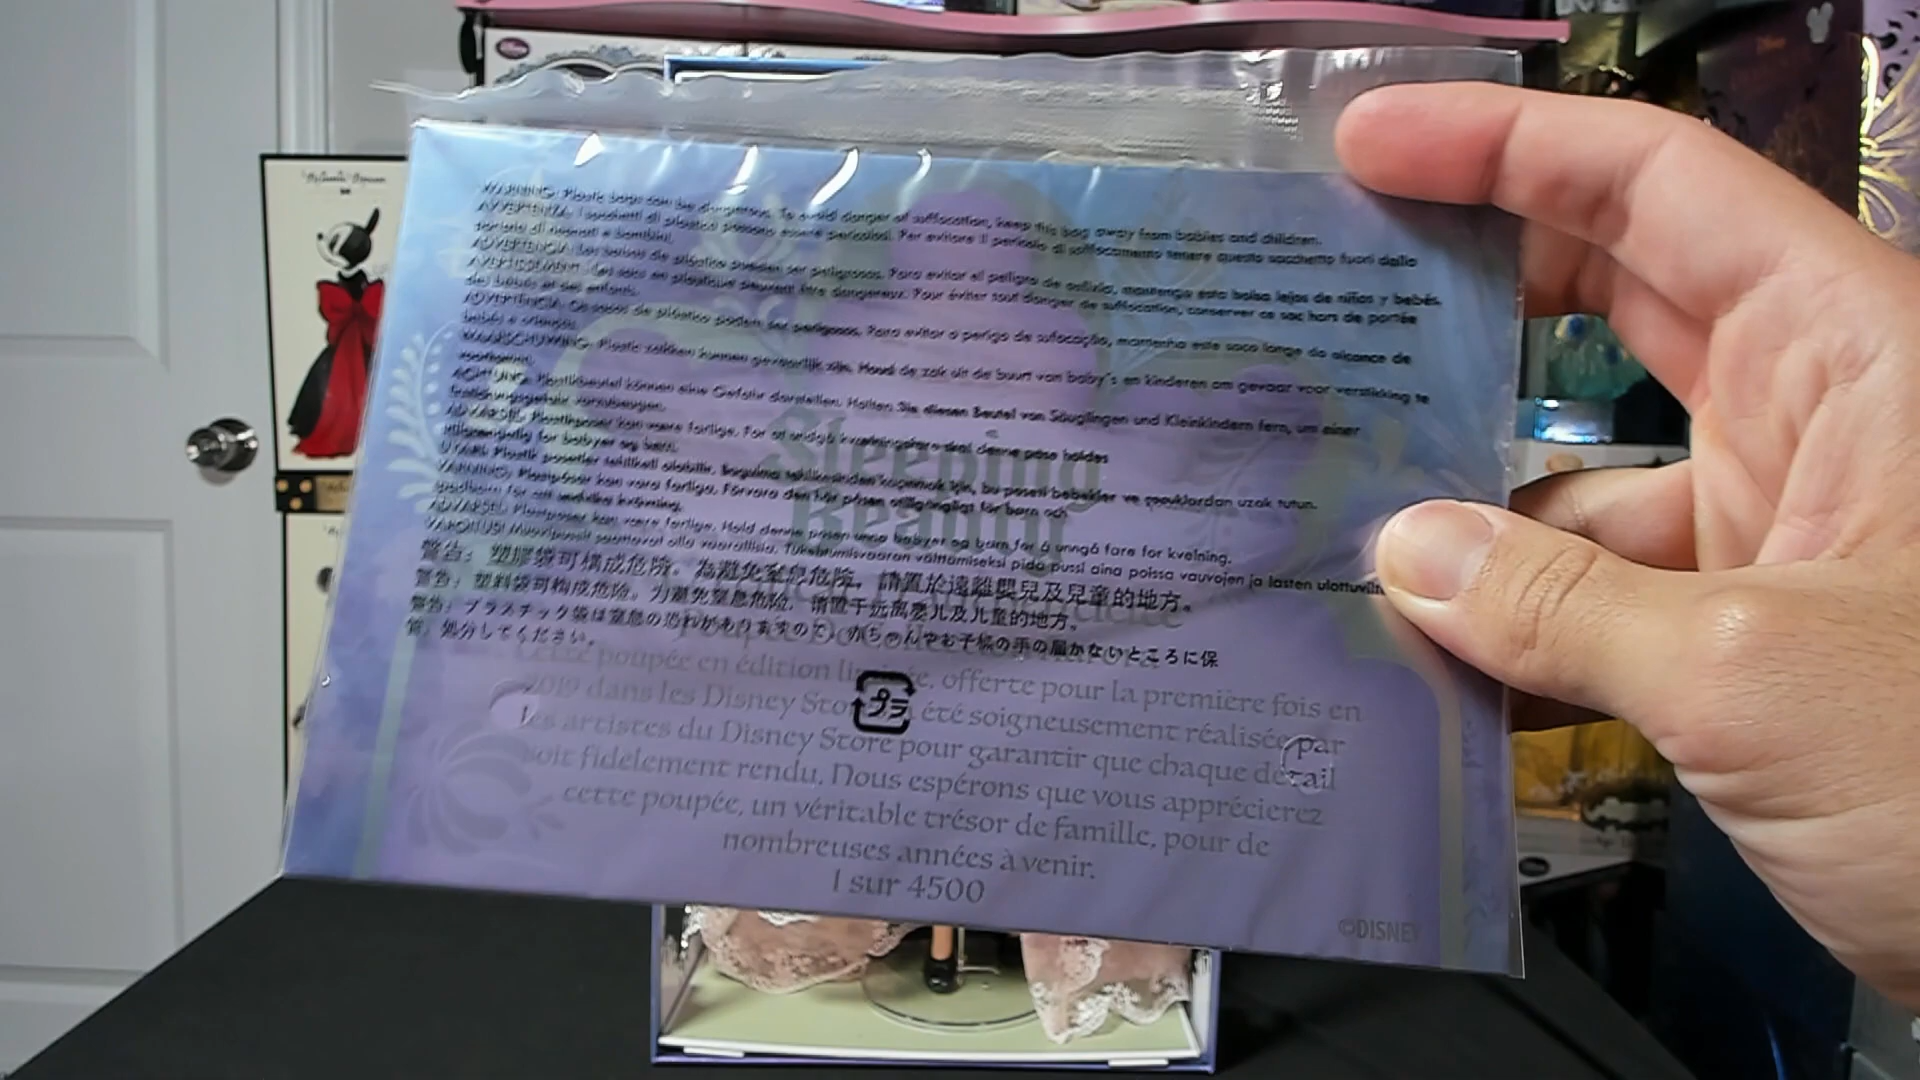 WARNING: Plastic bags can be dangerous. To avoid danger of suffocation, keep this bag away from babies and children.
AVVERTENZA: I sacchetti di plastica possono essere pericolosi. Per evitare il pericolo di soffocamento tenere questo sacchetto fuori dalla
portata di neonati e bambini.
ADVERTENCIA: Las bolsas de plástico pueden ser peligrosas. Para evitar el peligro de asfixia, mantenga esta bolsa lejos de niños y bebés.
AVERTISSEMENT: Les sacs en plastique peuvent être dangereux. Pour éviter tout danger de suffocation, conserver ce sac hors de portée
des bébés et des enfants.
ADVERTÊNCIA: Os sacos de plástico podem ser perigosos. Para evitar o perigo de sufocação, mantenha este saco longe do alcance de
bebés e crianças.
WAARSCHUWING: Plastic zakken kunnen gevaarlijk zijn. Houd de zak uit de buurt van baby's en kinderen om gevaar voor verstikking te
voorkomen.
ACHTUNG: Plastikbeutel können eine Gefahr darstellen. Halten Sie diesen Beutel von Säuglingen und Kleinkindern fern, um einer
Erstickungsgefahr vorzubeugen.
ADVARSEL: Plastikposer kan være farlige. For at undgå kvælningsfare skal denne pose holdes
utilgængelig for babyer og børn.
UYARI: Plastik poşetler tehlikeli olabilir. Boğulma tehlikesinden kaçınmak için, bu poşeti bebekler ve çocuklardan uzak tutun.
VARNING: Plastpåsar kan vara farliga. Förvara den här påsen otillgängligt för barn och
spädbarn för att undvika kvävning.
ADVARSEL: Plastposer kan være farlige. Hold denne posen unna babyer og barn for å unngå fare for kvelning.
VAROITUS! Muovipussit saattavat olla vaarallisia. Tukehtumisvaaran välttämiseksi pidä pussi aina poissa vauvojen ja lasten
警告：塑膠袋可構成危險。為避免窒息危險，請置於遠離嬰兒及兒童的地方。
警告：塑料袋可构成危险。为避免窒息危险，请置于远离婴儿及儿童的地方。
警告：プラスチック袋は窒息の恐れがありますので、赤ちゃんやお子様の手の届かないところに保
管、処分してください。
プラ
Sleeping
Beauty
Poupée De Collection Aurora
Cette poupée en édition limitée, offerte pour la première fois en
2019 dans les Disney Store été soigneusement réalisée par
les artistes du Disney Store pour garantir que chaque détail
soit fidèlement rendu. Nous espérons que vous apprécierez
cette poupée, un véritable trésor de famille, pour de
nombreuses années à venir.
1 sur 4500
©DISNEY